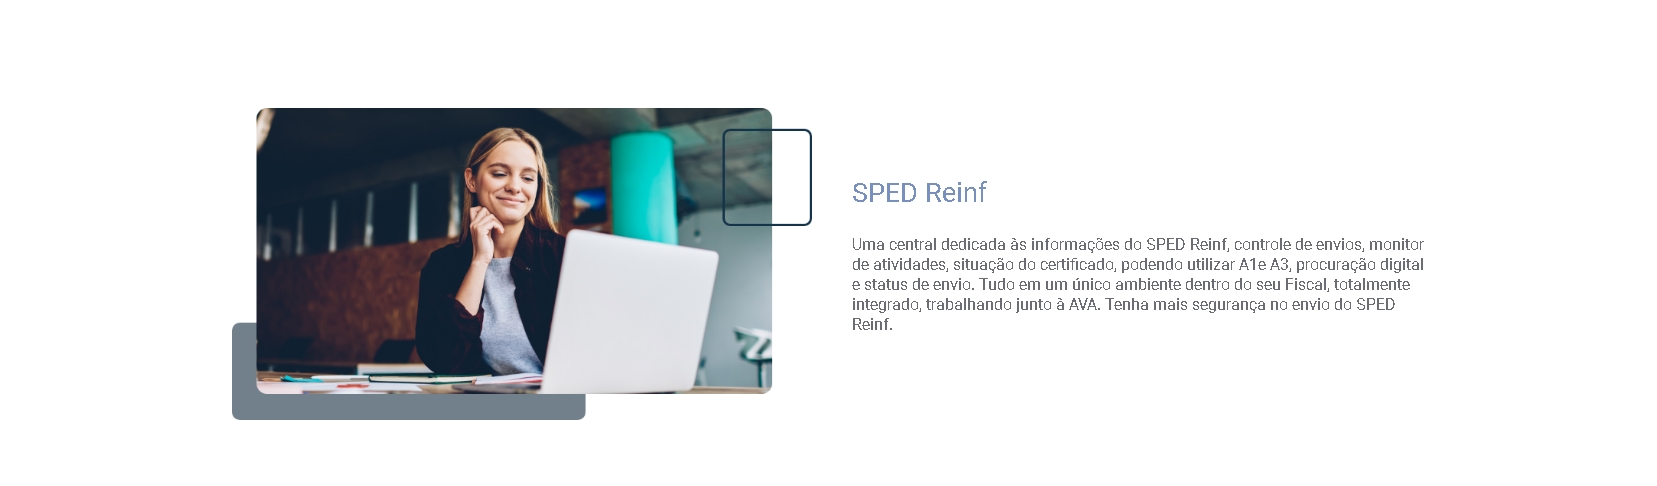 SPED Reinf
Uma central dedicada às informações do SPED Reinf, controle de envios, monitor
de atividades, situação do certificado, podendo utilizar A1e A3, procuração digital
e status de envio. Tudo em um único ambiente dentro do seu Fiscal, totalmente
integrado, trabalhando junto à AVA. Tenha mais segurança no envio do SPED
Reinf.